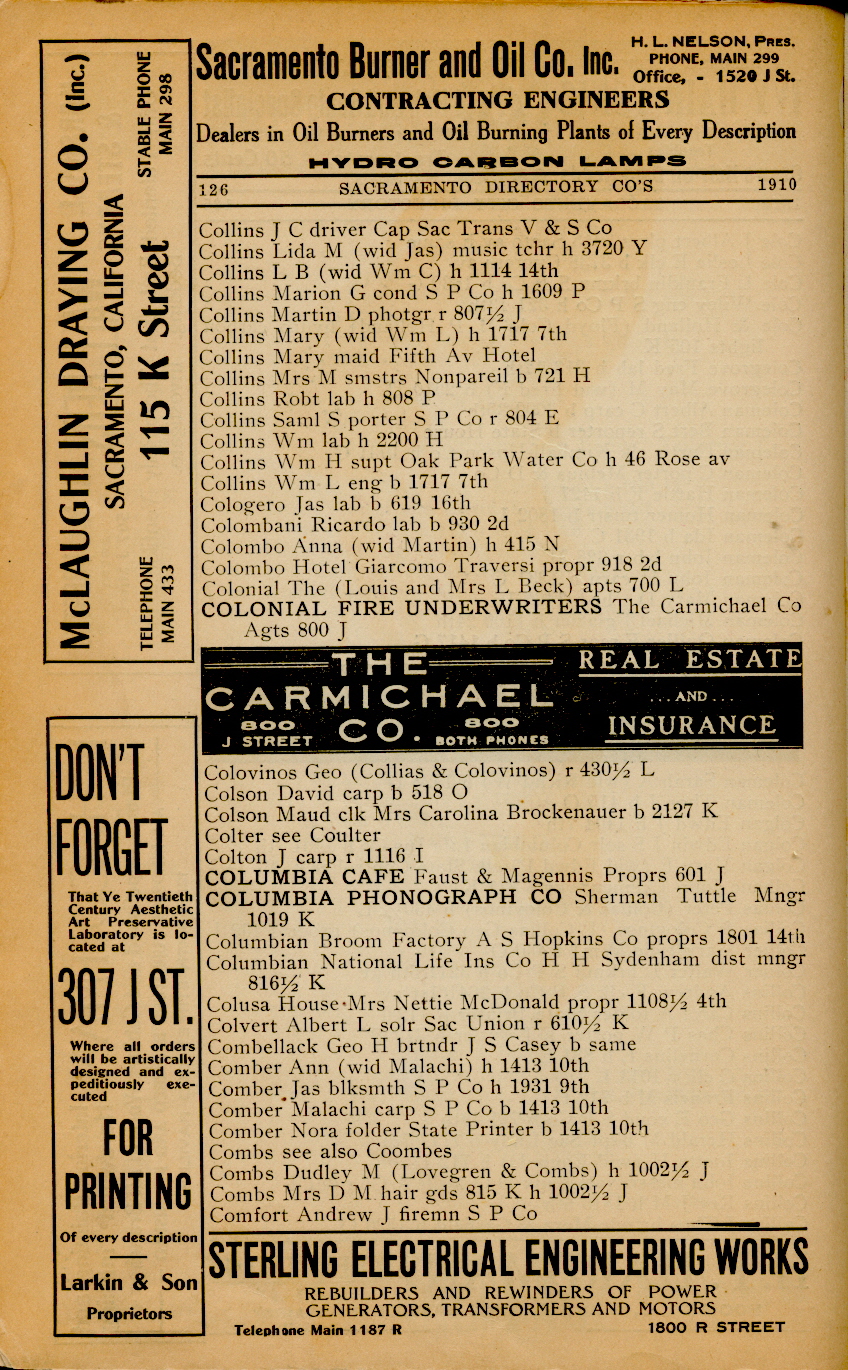 McLAUGHLIN DRAYING CO. (Inc.)
SACRAMENTO, CALIFORNIA
TELEPHONE
MAIN 433
115 K Street
STABLE PHONE
MAIN 298
Sacramento Burner and Oil Co. Inc.
H. L. NELSON, PRES.
PHONE, MAIN 299
Office, - 1520 J St.
CONTRACTING ENGINEERS
Dealers in Oil Burners and Oil Burning Plants of Every Description
HYDRO CARBON LAMPS
126 SACRAMENTO DIRECTORY CO'S 1910
Collins J C driver Cap Sac Trans V & S Co
Collins Lida M (wid Jas) music tchr h 3720 Y
Collins L B (wid Wm C) h 1114 14th
Collins Marion G cond S P Co h 1609 P
Collins Martin D photgr r 807½ J
Collins Mary (wid Wm L) h 1717 7th
Collins Mary maid Fifth Av Hotel
Collins Mrs M smstrs Nonpareil b 721 H
Collins Robt lab h 808 P
Collins Saml S porter S P Co r 804 E
Collins Wm lab h 2200 H
Collins Wm H supt Oak Park Water Co h 46 Rose av
Collins Wm L eng b 1717 7th
Cologero Jas lab b 619 16th
Colombani Ricardo lab b 930 2d
Colombo Anna (wid Martin) h 415 N
Colombo Hotel Giarcomo Traversi propr 918 2d
Colonial The (Louis and Mrs L Beck) apts 700 L
COLONIAL FIRE UNDERWRITERS The Carmichael Co
Agts 800 J
THE
CARMICHAEL
800 CO. 800
J STREET BOTH PHONES
REAL ESTATE
...AND...
INSURANCE
Colovinos Geo (Collias & Colovinos) r 430½ L
Colson David carp b 518 O
Colson Maud clk Mrs Carolina Brockenauer b 2127 K
Colter see Coulter
Colton J carp r 1116 I
COLUMBIA CAFE Faust & Magennis Proprs 601 J
COLUMBIA PHONOGRAPH CO Sherman Tuttle Mngr
1019 K
Columbian Broom Factory A S Hopkins Co proprs 1801 14th
Columbian National Life Ins Co H H Sydenham dist mngr
816½ K
Colusa House Mrs Nettie McDonald propr 1108½ 4th
Colvert Albert L solr Sac Union r 610½ K
Combellack Geo H brtndr J S Casey b same
Comber Ann (wid Malachi) h 1413 10th
Comber Jas blksmth S P Co h 1931 9th
Comber Malachi carp S P Co b 1413 10th
Comber Nora folder State Printer b 1413 10th
Combs see also Coombes
Combs Dudley M (Lovegren & Combs) h 1002½ J
Combs Mrs D M hair gds 815 K h 1002½ J
Comfort Andrew J firemn S P Co
DON'T
FORGET
That Ye Twentieth
Century Aesthetic
Art Preservative
Laboratory is lo-
cated at
307 J ST.
Where all orders
will be artistically
designed and ex-
peditiously exe-
cuted
FOR
PRINTING
Of every description
Larkin & Son
Proprietors
STERLING ELECTRICAL ENGINEERING WORKS
REBUILDERS AND REWINDERS OF POWER
GENERATORS, TRANSFORMERS AND MOTORS
Telephone Main 1187 R 1800 R STREET